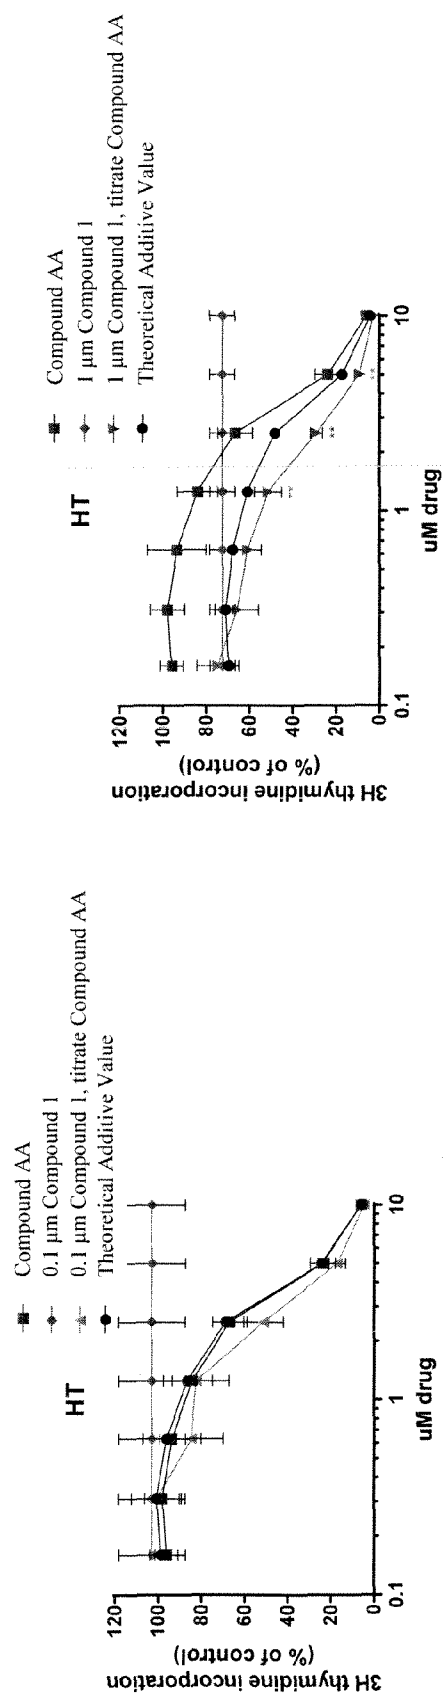 Compound AA
0.1 µm Compound 1
0.1 µm Compound 1, titrate Compound AA
Theoretical Additive Value
HT
3H thymidine incorporation
(% of control)
120
100
80
60
40
20
0
0.1
1
10
uM drug
Compound AA
1 µm Compound 1
1 µm Compound 1, titrate Compound AA
Theoretical Additive Value
HT
3H thymidine incorporation
(% of control)
120
100
80
60
40
20
0
**
**
**
0.1
1
10
uM drug